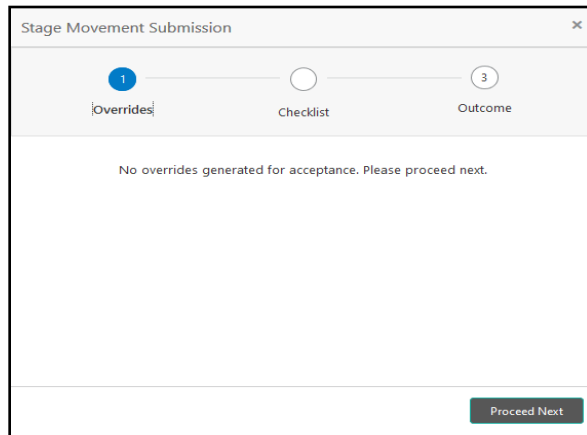 Stage Movement Submission ×
1
3
Overrides
Checklist
Outcome
No overrides generated for acceptance. Please proceed next.
Proceed Next